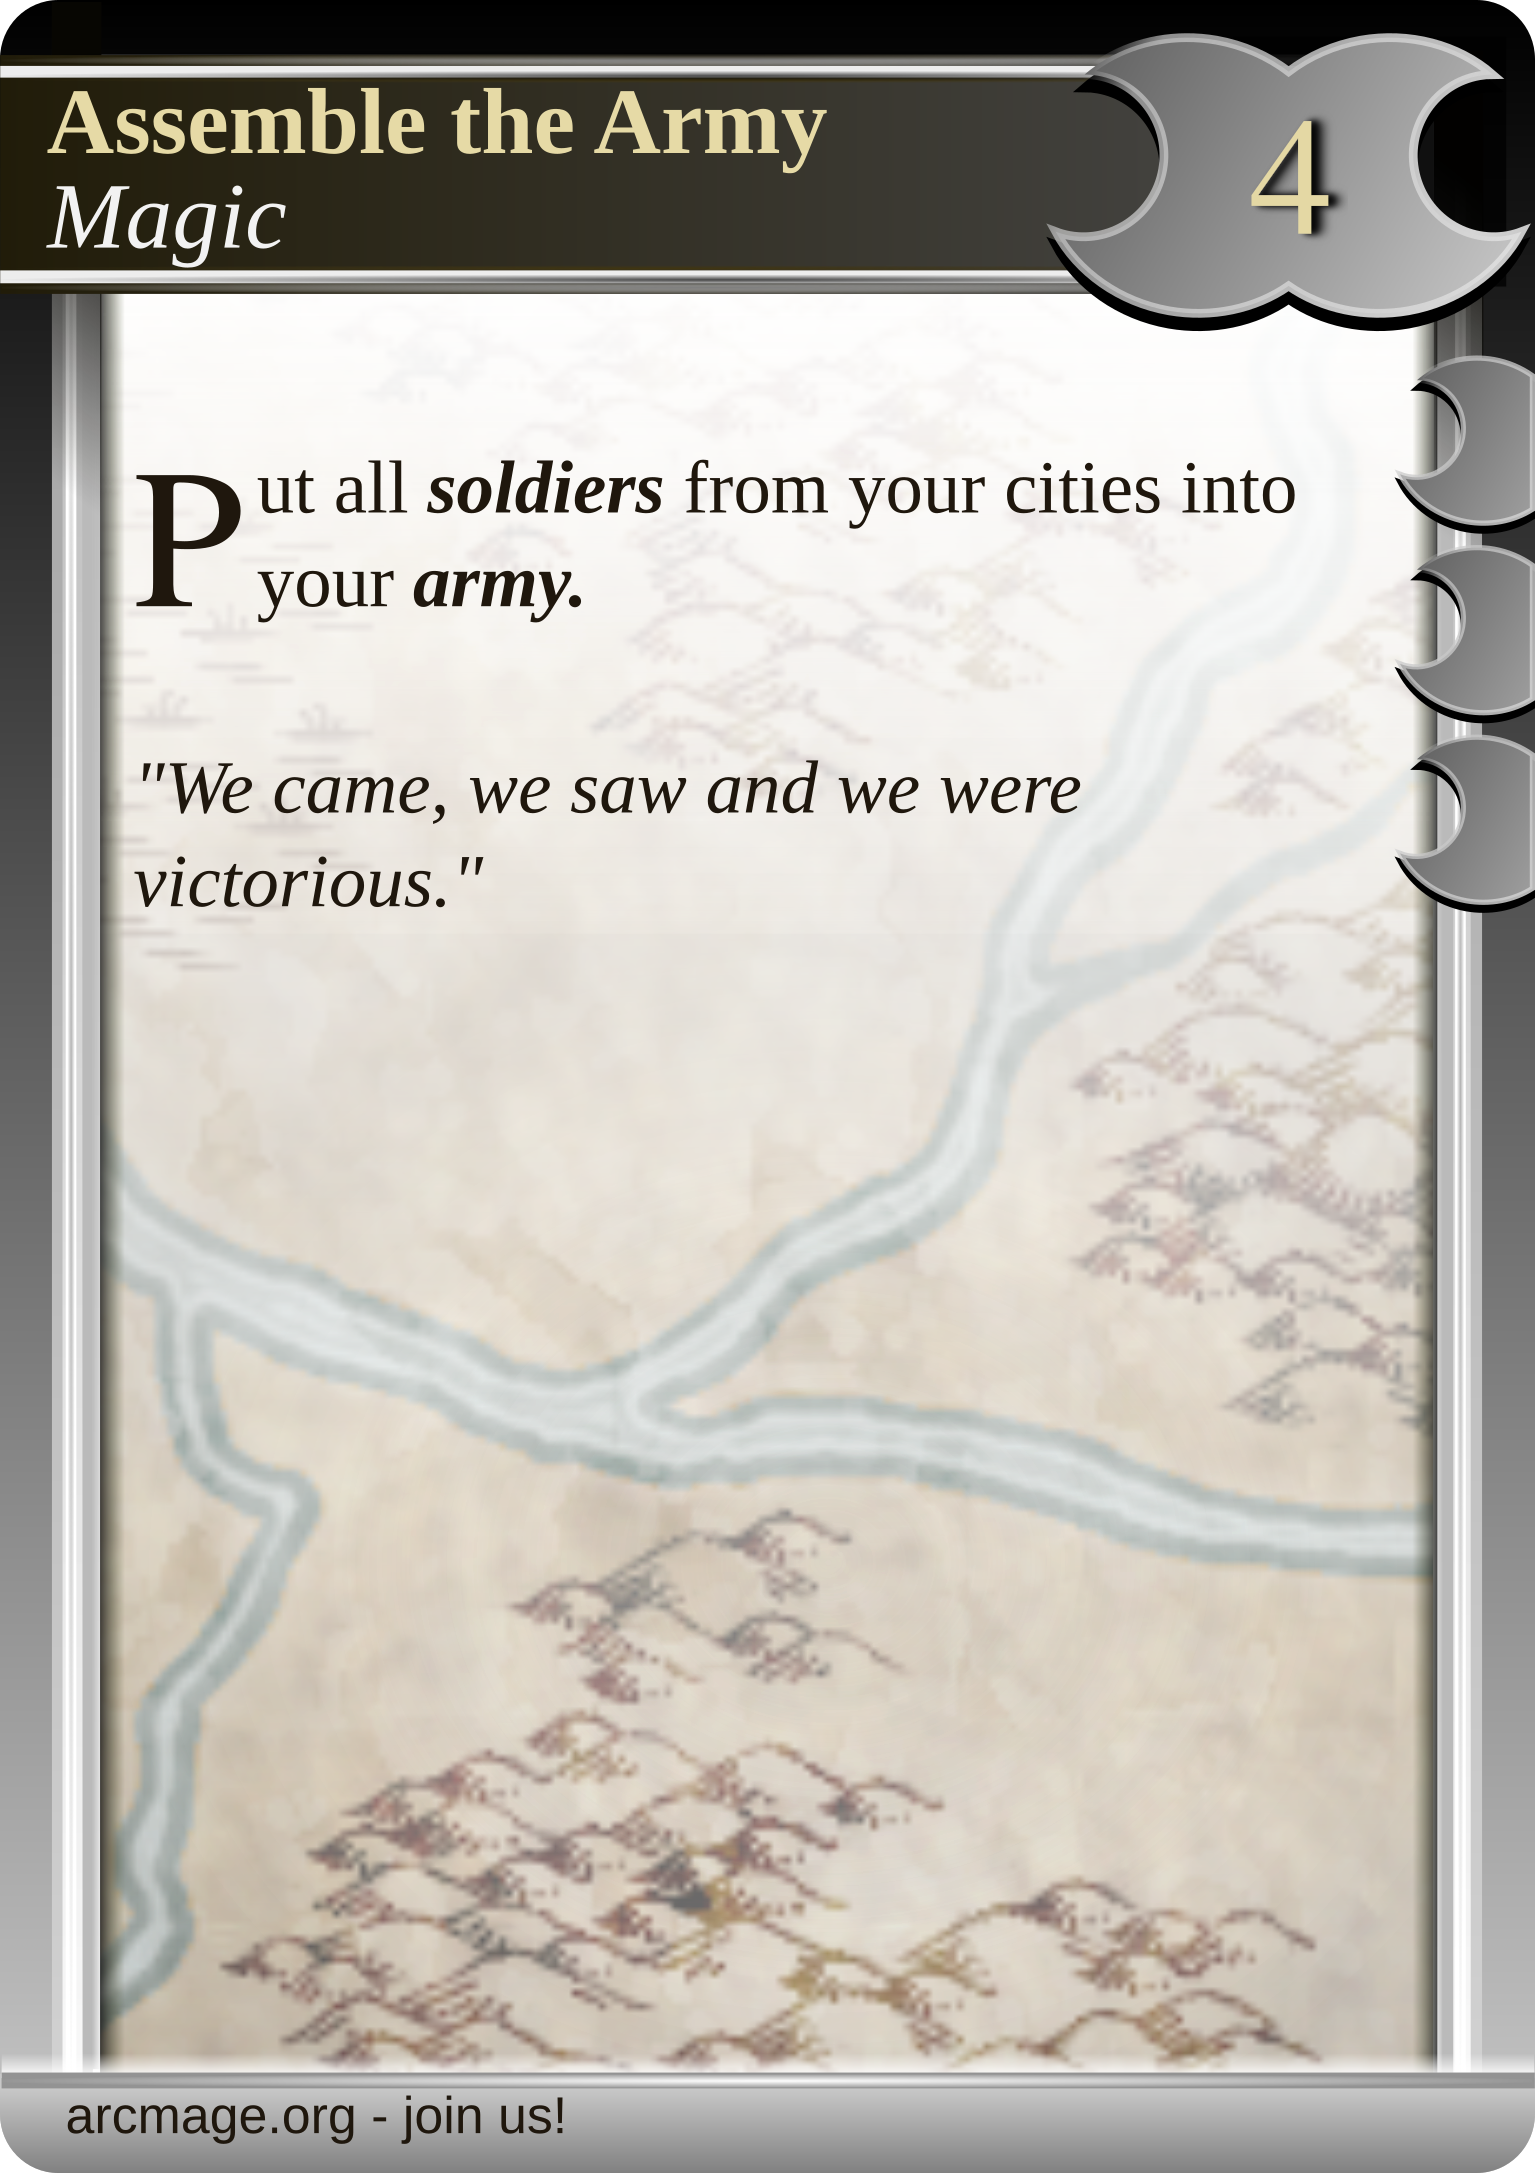 Assemble the Army
Magic
4
Put all soldiers from your cities into
your army.
"We came, we saw and we were
victorious."
arcmage.org - join us!